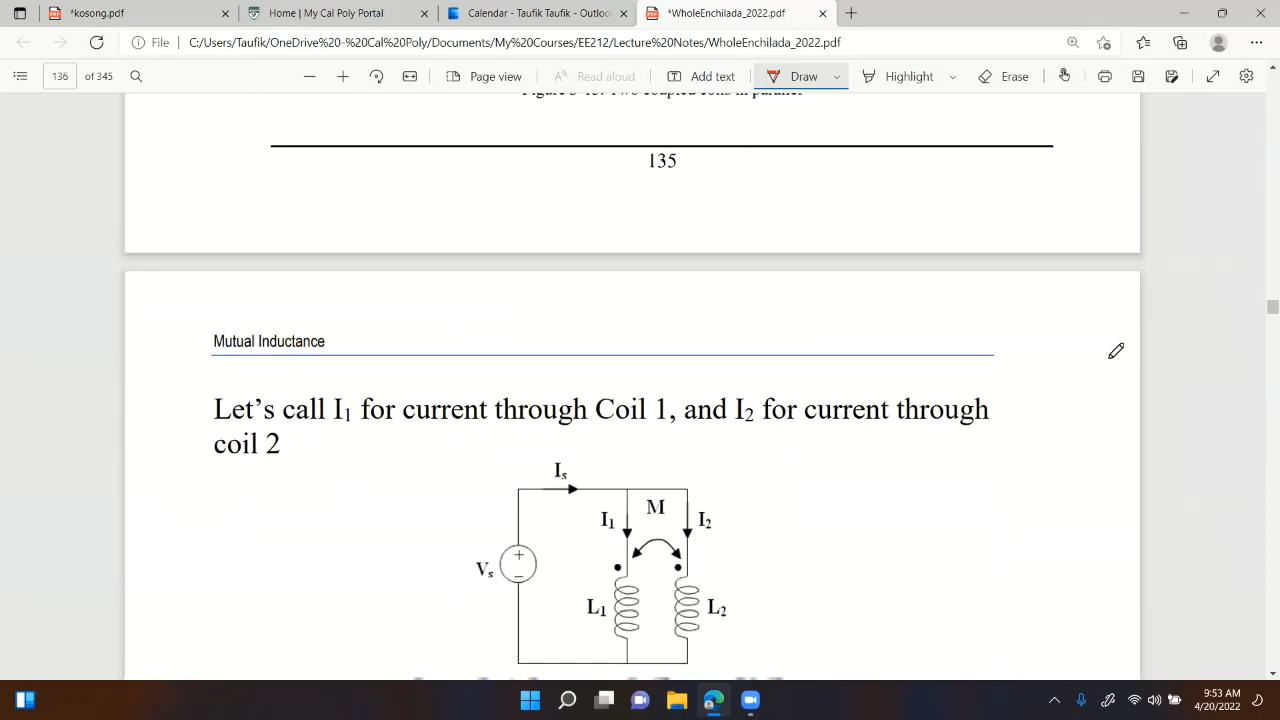 *kosong.pdf
Home | My Cal Poly Portal
Calendar - Taufik Taufik - Outloo
*WholeEnchilada_2022.pdf
File
C:/Users/Taufik/OneDrive%20-%20Cal%20Poly/Documents/My%20Courses/EE212/Lecture%20Notes/WholeEnchilada_2022.pdf
136 of 345
Page view
Read aloud
Add text
Draw
Highlight
Erase
135
Mutual Inductance
Let's call I1 for current through Coil 1, and I2 for current through
coil 2
Is
M
I1
I2
+
Vs
−
L1
L2
9:53 AM
4/20/2022